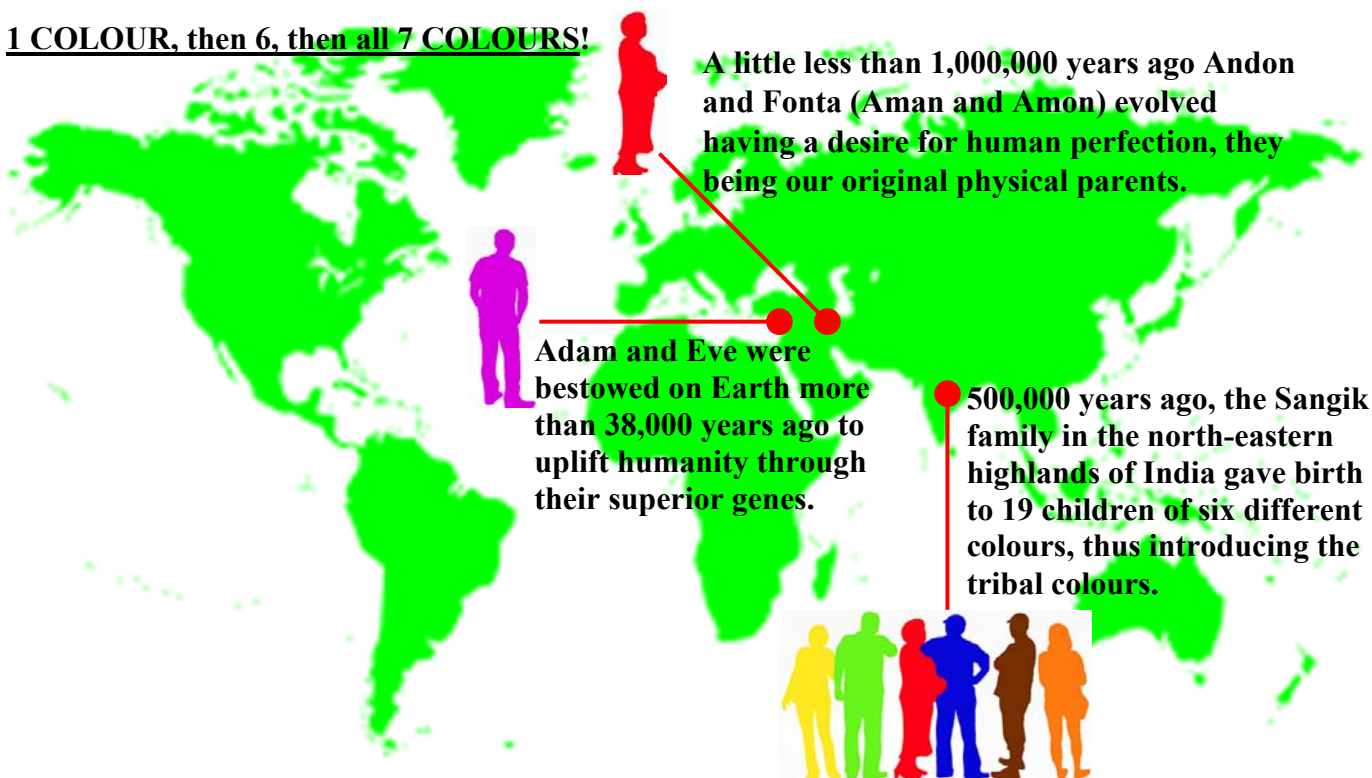 1 COLOUR, then 6, then all 7 COLOURS!
A little less than 1,000,000 years ago Andon
and Fonta (Aman and Amon) evolved
having a desire for human perfection, they
being our original physical parents.
Adam and Eve were
bestowed on Earth more
than 38,000 years ago to
uplift humanity through
their superior genes.
500,000 years ago, the Sangik
family in the north-eastern
highlands of India gave birth
to 19 children of six different
colours, thus introducing the
tribal colours.